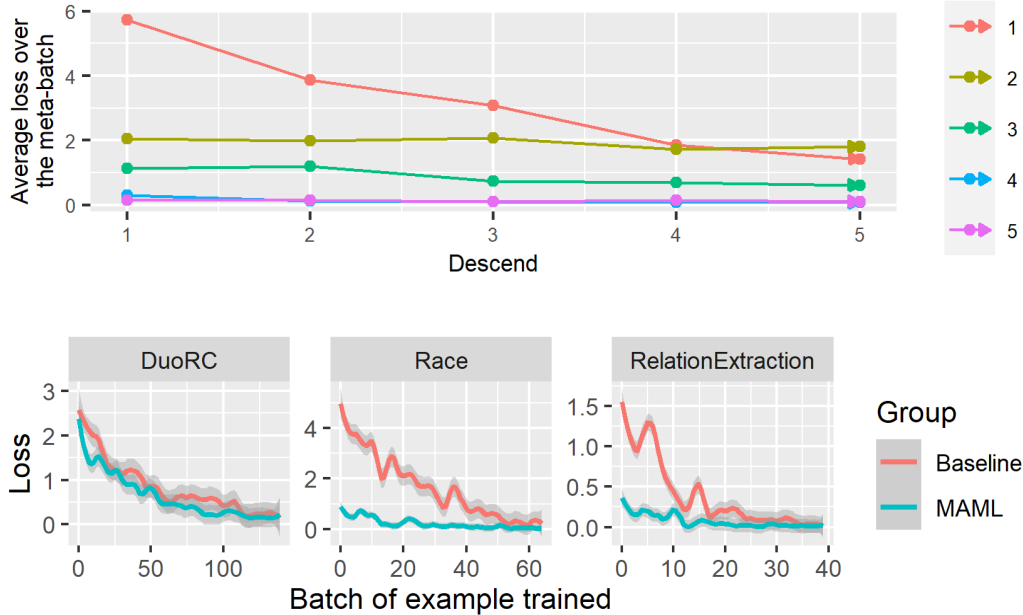 Average loss over
the meta-batch
6
4
2
0
1 2 3 4 5
Descend
1
2
3
4
5
DuoRC Race RelationExtraction
Loss
3
2
1
0
0 50 100
4
2
0
0 20 40 60
1.5
1.0
0.5
0.0
0 10 20 30 40
Batch of example trained
Group
Baseline
MAML